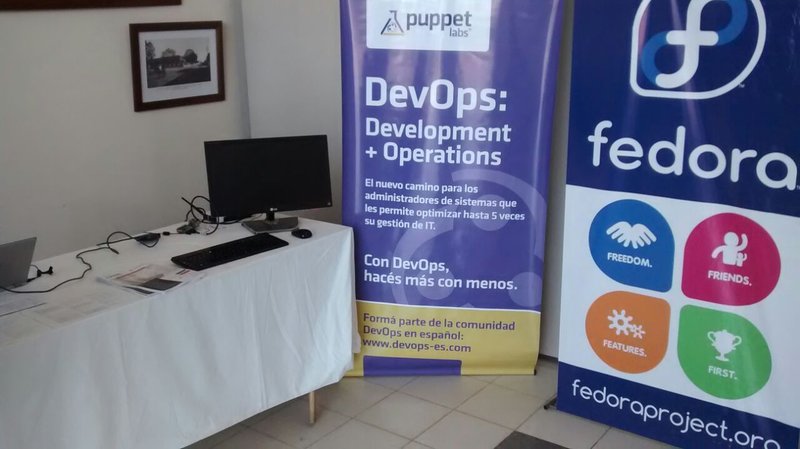 puppet
labs
DevOps:
Development
+ Operations
El nuevo camino para los
administradores de sistemas que
les permite optimizar hasta 5 veces
su gestión de IT.
Con DevOps,
hacés más con menos.
Formá parte de la comunidad
DevOps en español:
www.devops-es.com
fedora
FREEDOM.
FRIENDS.
FEATURES.
FIRST.
fedoraproject.org